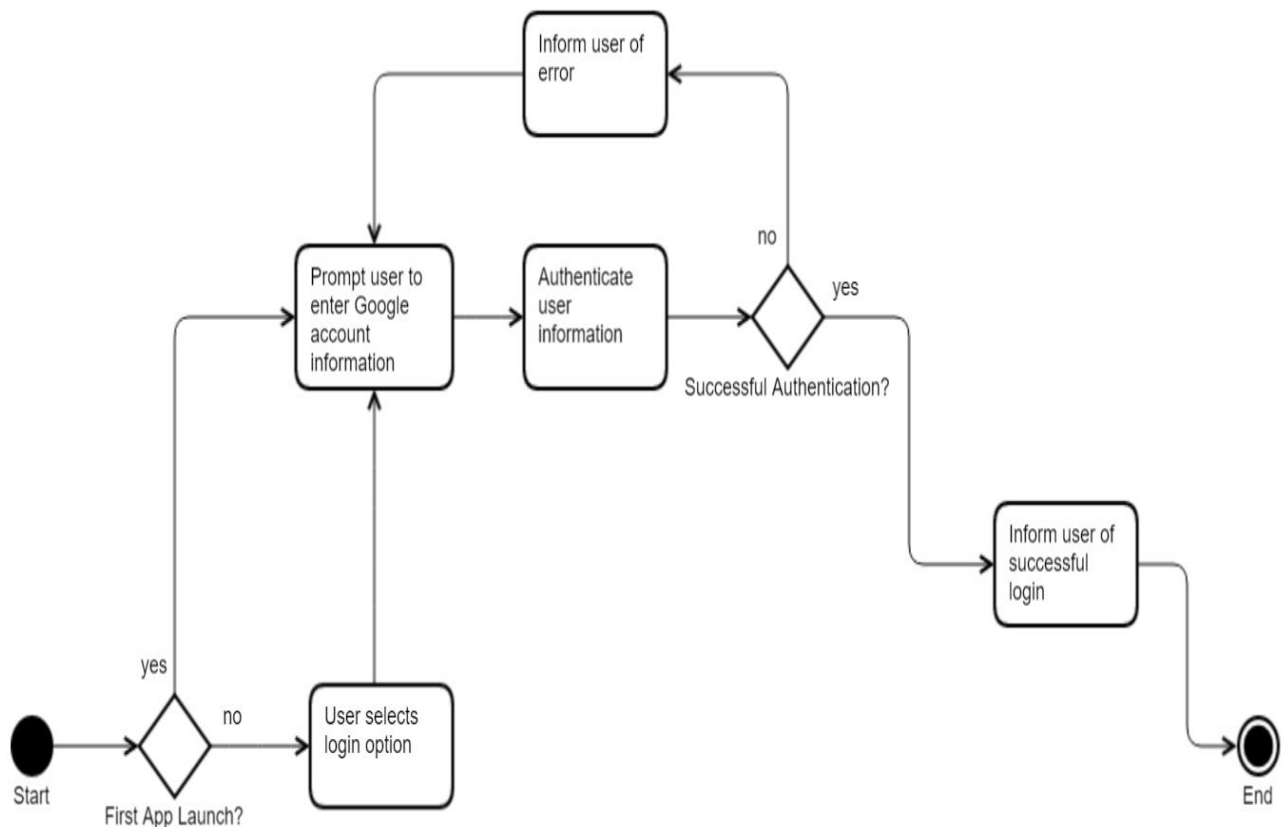 Inform user of
error
no
Prompt user to
enter Google
account
information
Authenticate
user
information
yes
Successful Authentication?
Inform user of
successful
login
yes
no
User selects
login option
Start
First App Launch?
End